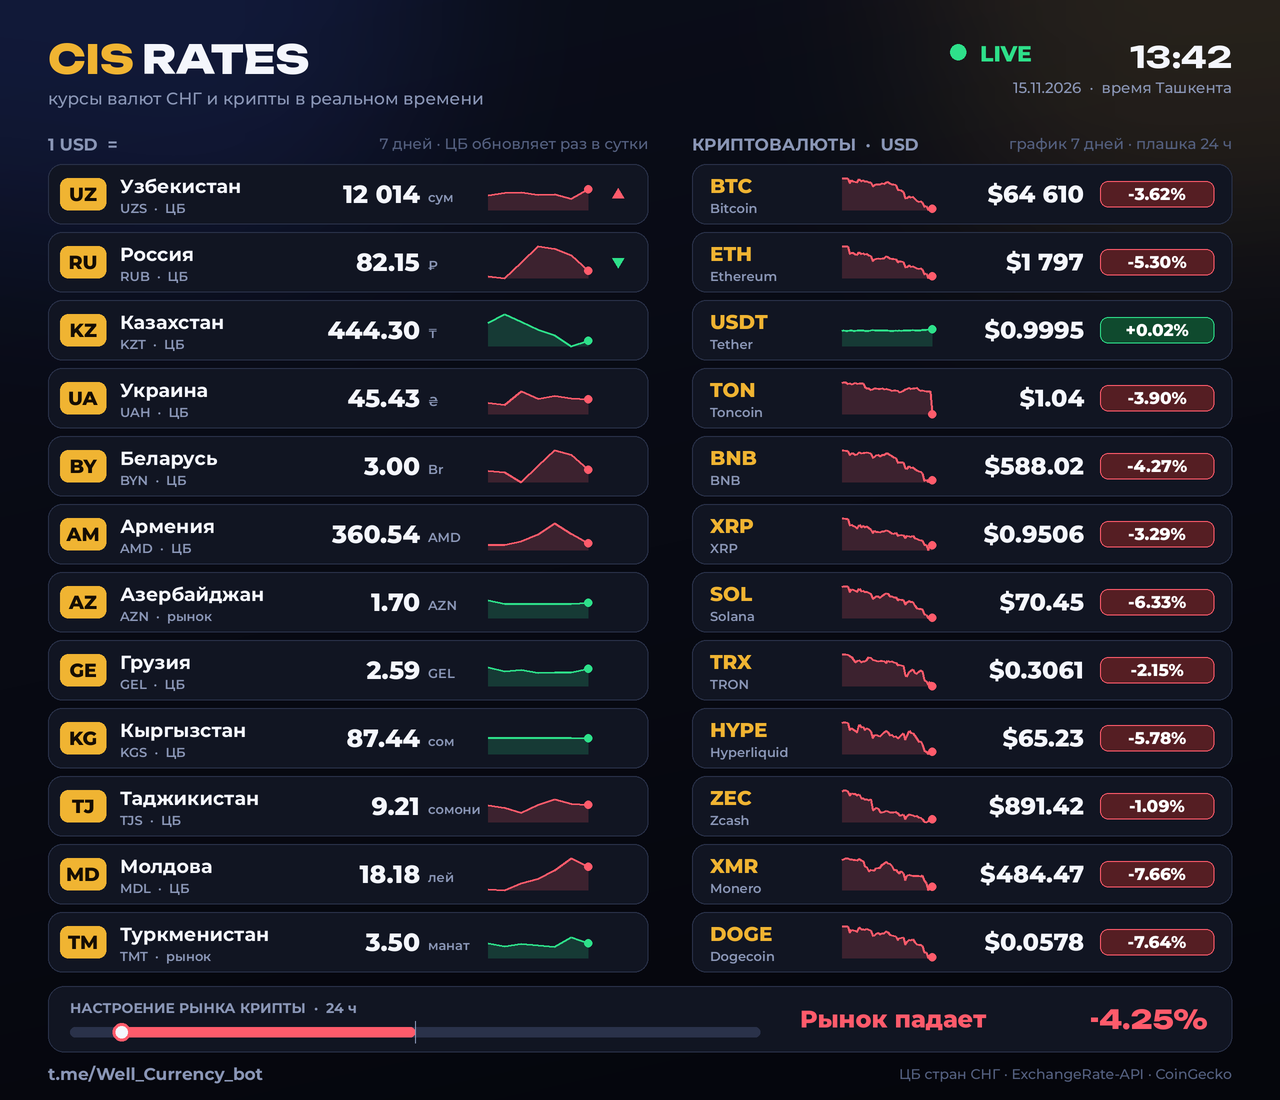 CIS RATES
курсы валют СНГ и крипты в реальном времени
LIVE 13:42
15.11.2026 · время Ташкента
1 USD =
7 дней · ЦБ обновляет раз в сутки
UZ Узбекистан 12 014 сум
UZS · ЦБ
RU Россия 82.15 ₽
RUB · ЦБ
KZ Казахстан 444.30 ₸
KZT · ЦБ
UA Украина 45.43 ₴
UAH · ЦБ
BY Беларусь 3.00 Br
BYN · ЦБ
AM Армения 360.54 AMD
AMD · ЦБ
AZ Азербайджан 1.70 AZN
AZN · рынок
GE Грузия 2.59 GEL
GEL · ЦБ
KG Кыргызстан 87.44 сом
KGS · ЦБ
TJ Таджикистан 9.21 сомони
TJS · ЦБ
MD Молдова 18.18 лей
MDL · ЦБ
TM Туркменистан 3.50 манат
TMT · рынок
КРИПТОВАЛЮТЫ · USD
график 7 дней · плашка 24 ч
BTC $64 610 -3.62%
Bitcoin
ETH $1 797 -5.30%
Ethereum
USDT $0.9995 +0.02%
Tether
TON $1.04 -3.90%
Toncoin
BNB $588.02 -4.27%
BNB
XRP $0.9506 -3.29%
XRP
SOL $70.45 -6.33%
Solana
TRX $0.3061 -2.15%
TRON
HYPE $65.23 -5.78%
Hyperliquid
ZEC $891.42 -1.09%
Zcash
XMR $484.47 -7.66%
Monero
DOGE $0.0578 -7.64%
Dogecoin
НАСТРОЕНИЕ РЫНКА КРИПТЫ · 24 ч
Рынок падает -4.25%
t.me/Well_Currency_bot
ЦБ стран СНГ · ExchangeRate-API · CoinGecko